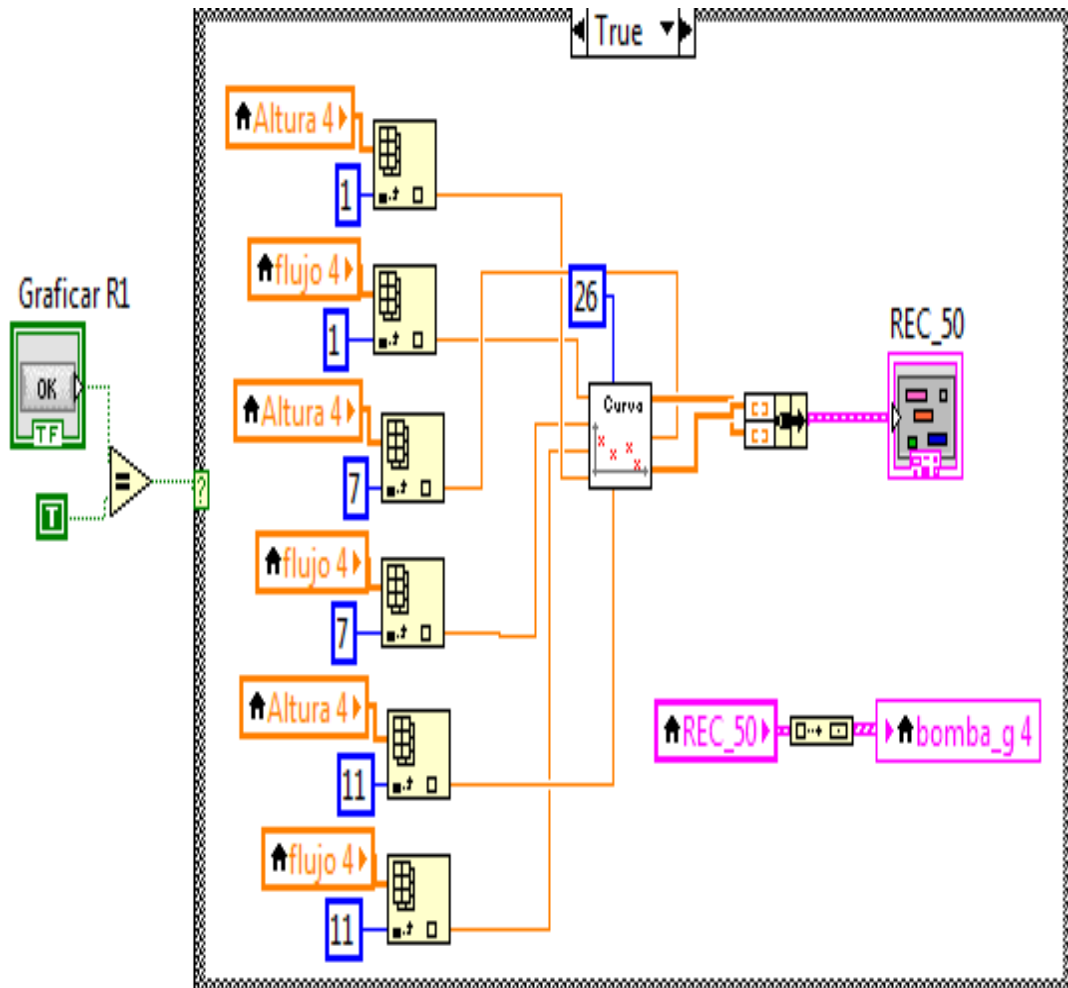 True
Altura 4
1
flujo 4
1
26
Graficar R1
OK
TF
T
=
?
REC_50
Curva
Altura 4
7
flujo 4
7
Altura 4
11
REC_50
bomba_g 4
flujo 4
11